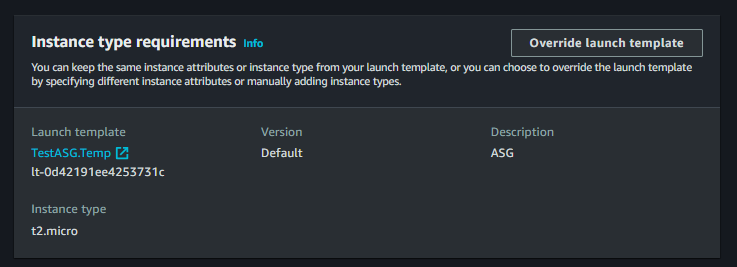 Instance type requirements Info
Override launch template
You can keep the same instance attributes or instance type from your launch template, or you can choose to override the launch template
by specifying different instance attributes or manually adding instance types.
Launch template
TestASG.Temp
lt-0d42191ee4253731c
Version
Default
Description
ASG
Instance type
t2.micro